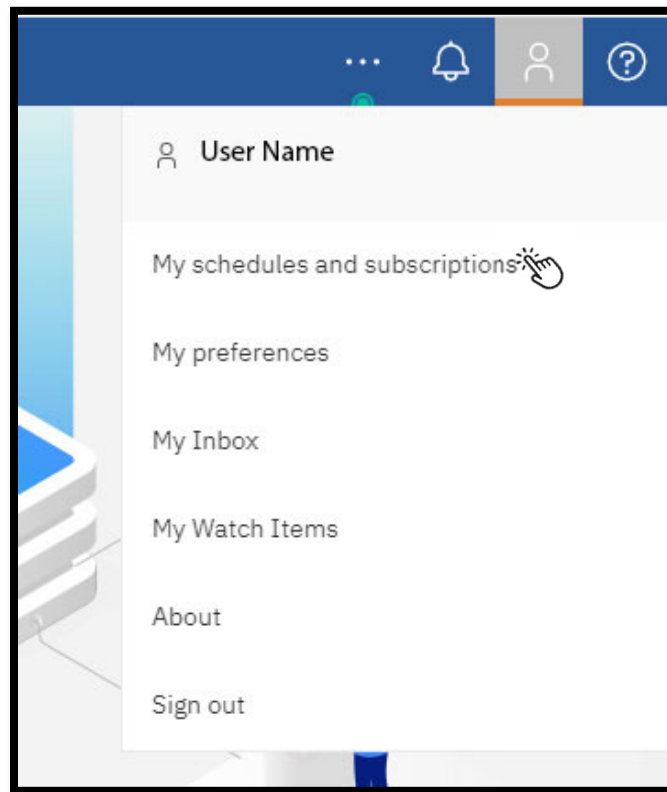 User Name
My schedules and subscriptions
My preferences
My Inbox
My Watch Items
About
Sign out